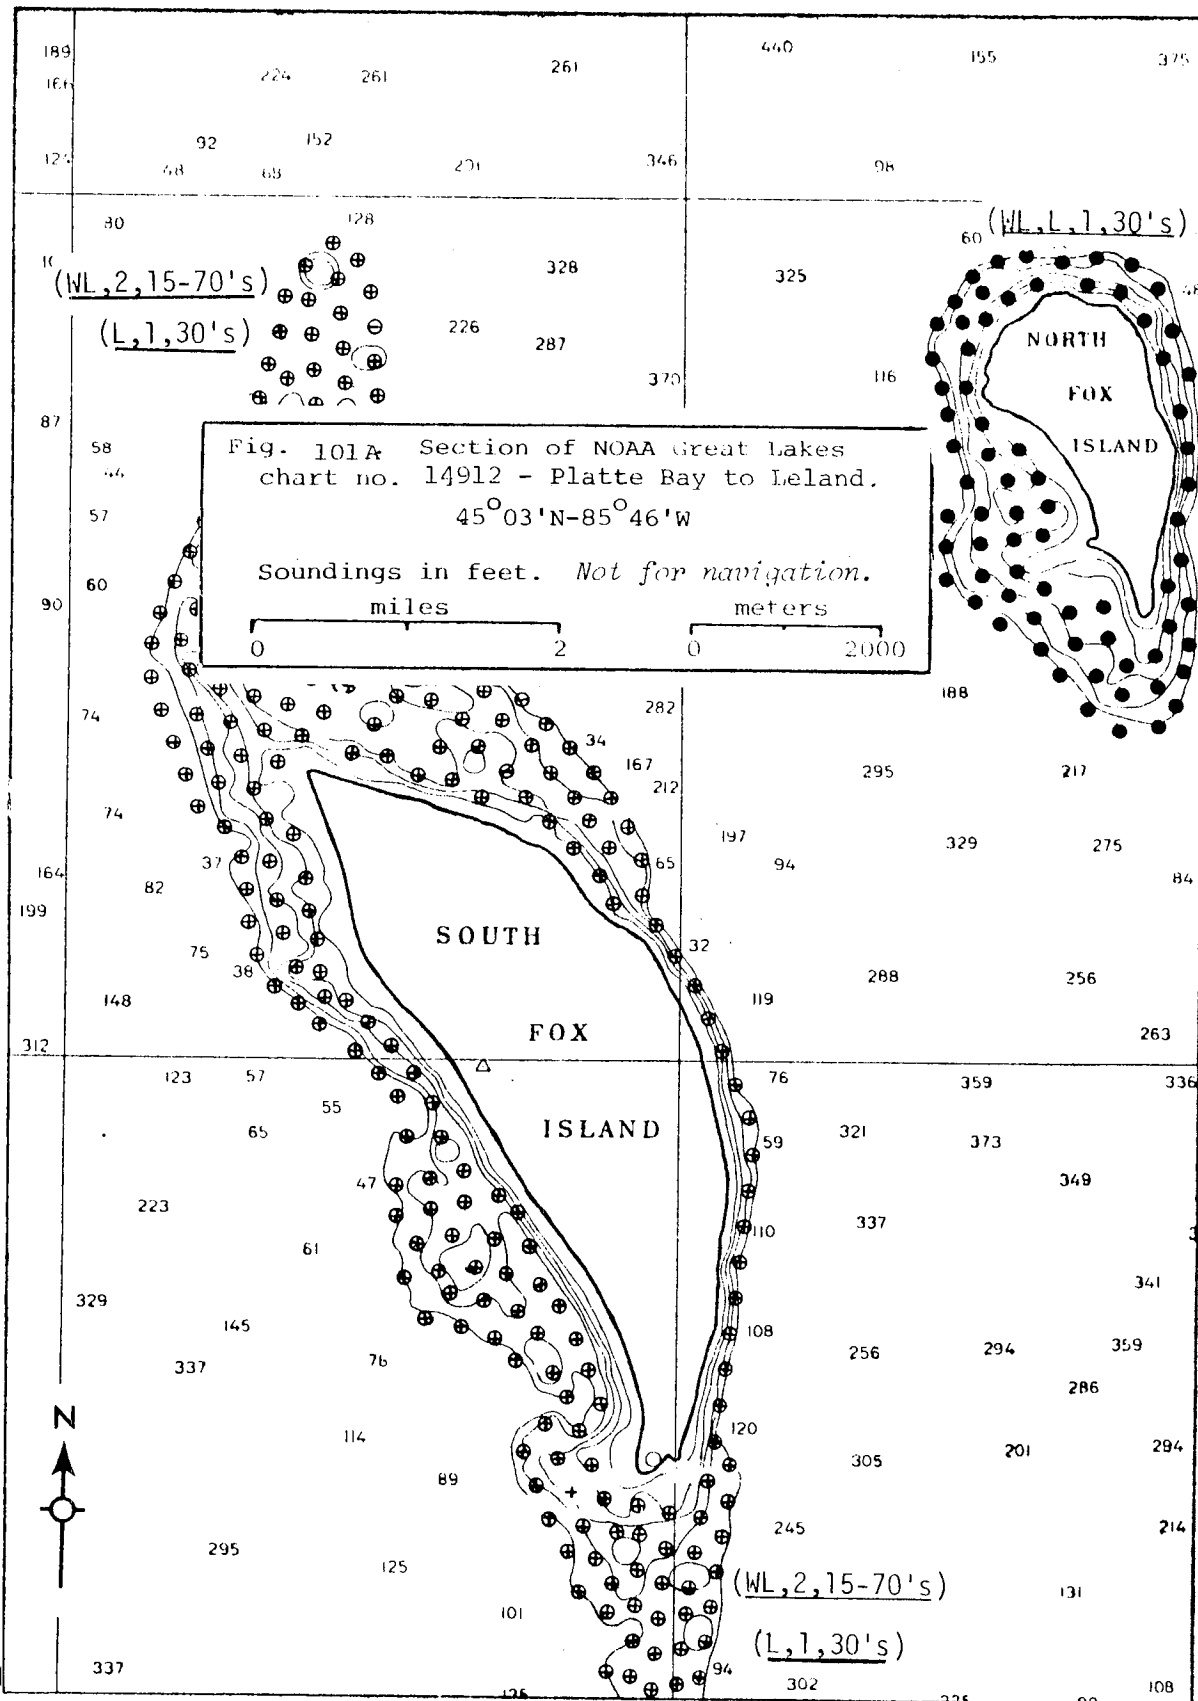 189 224 261 261 440 155 375
166
92 152
124 48 68 201 346 98
80 128 60 (WL,L,1,30's)
(WL,2,15-70's) 328 325 48
(L,1,30's) 226 287 NORTH
370 116 FOX
87 ISLAND
58
44
57
60
90
Fig. 101A Section of NOAA Great Lakes
chart no. 14912 - Platte Bay to Leland.
45°03'N-85°46'W
Soundings in feet. Not for navigation.
miles meters
0 2 0 2000
188
74 282
34
167 295 217
212
74 197 329 275
37 65 94
164 82 84
199
SOUTH
75 32
38 288 256
148 119
FOX 263
312
123 57 76 359 336
55
65 ISLAND 59 321 373
47 349
223 110 337
61
341
329
145 108
337 76 256 294 359
286
N 120
114 201 294
89 305
245 214
295
125 (WL,2,15-70's) 131
101
(L,1,30's)
337 94 302 108